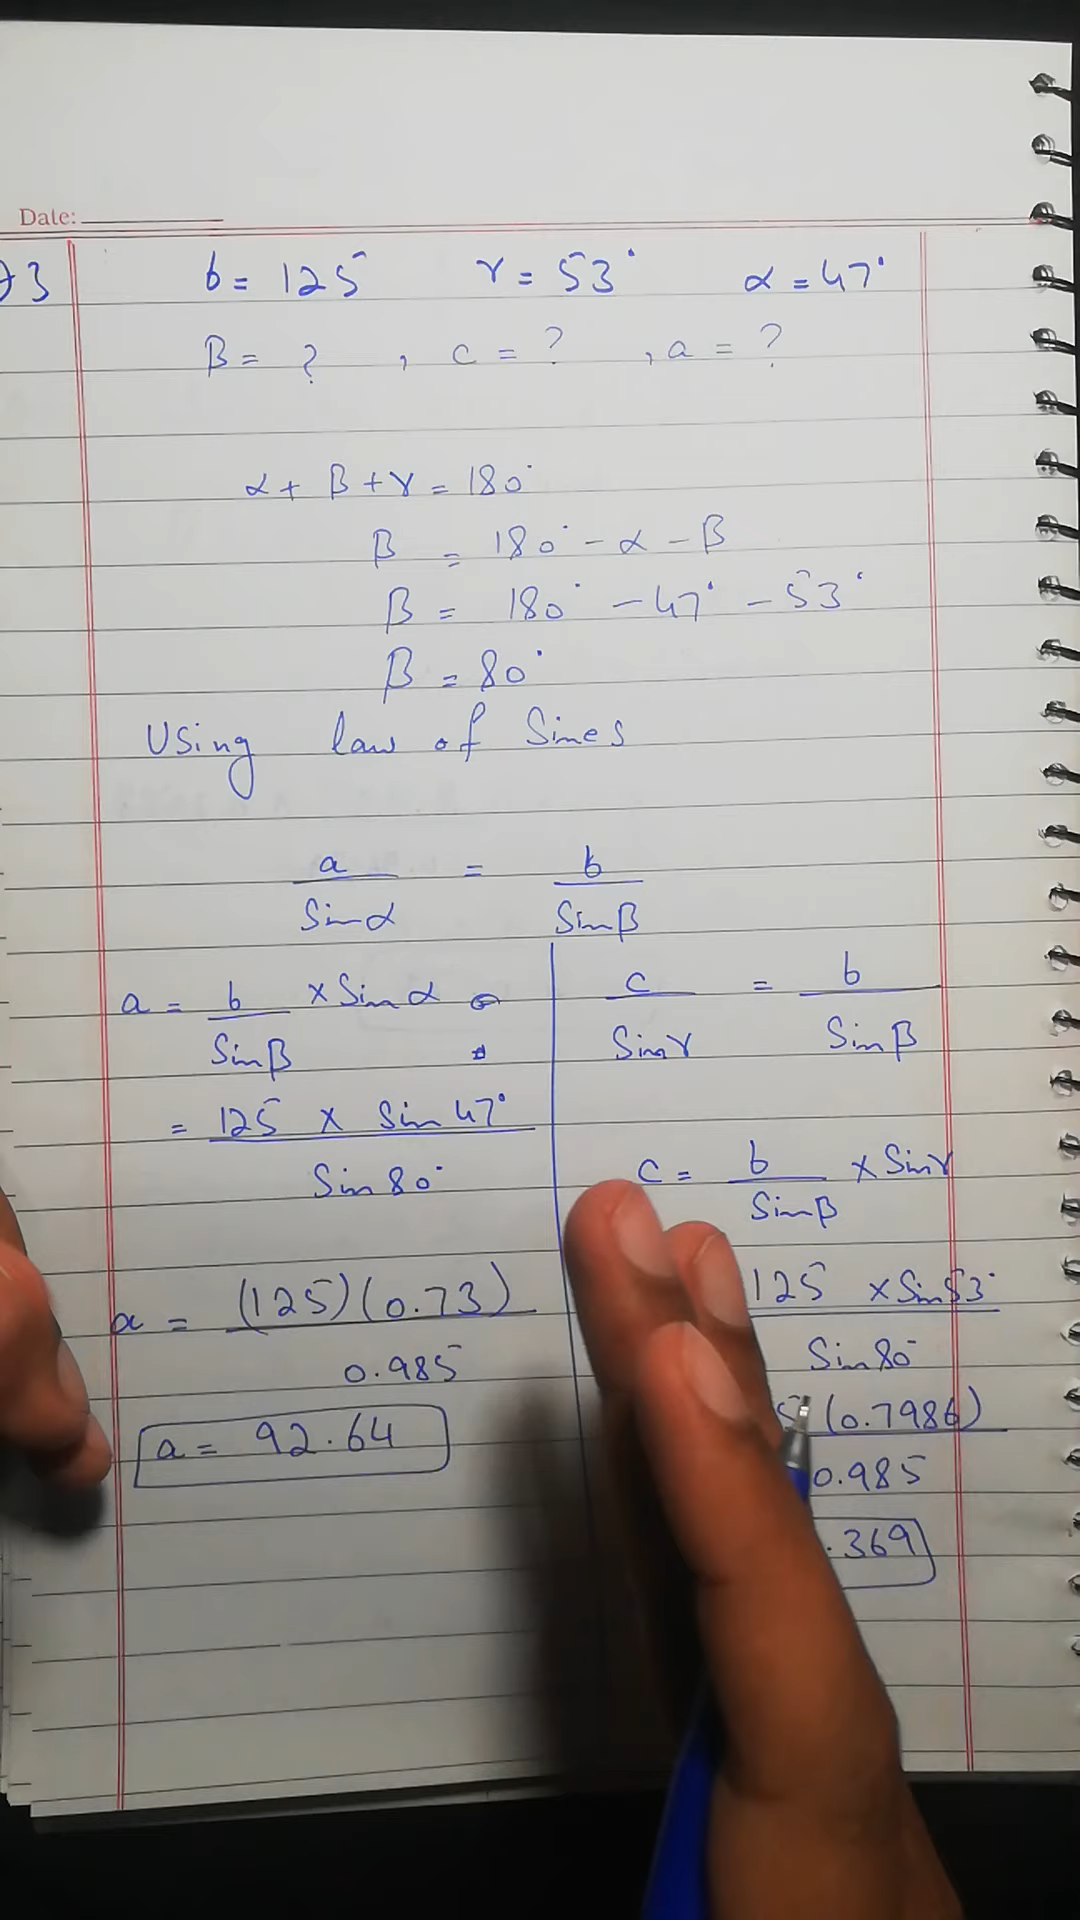 Date:
3 b = 125 γ = 53° α = 47°
β = ? , c = ? , a = ?
α + β + γ = 180°
β = 180° - α - β
β = 180° - 47° - 53°
β = 80°
Using law of Sines
a / Sinα = b / Sinβ
a = b / Sinβ × Sinα
= 125 × Sin 47° / Sin 80°
a = (125)(0.73) / 0.985
a = 92.64
c / Sinγ = b / Sinβ
c = b / Sinβ × Sinγ
125 × Sin53° / Sin 80°
5 (0.7986) / 0.985
.369